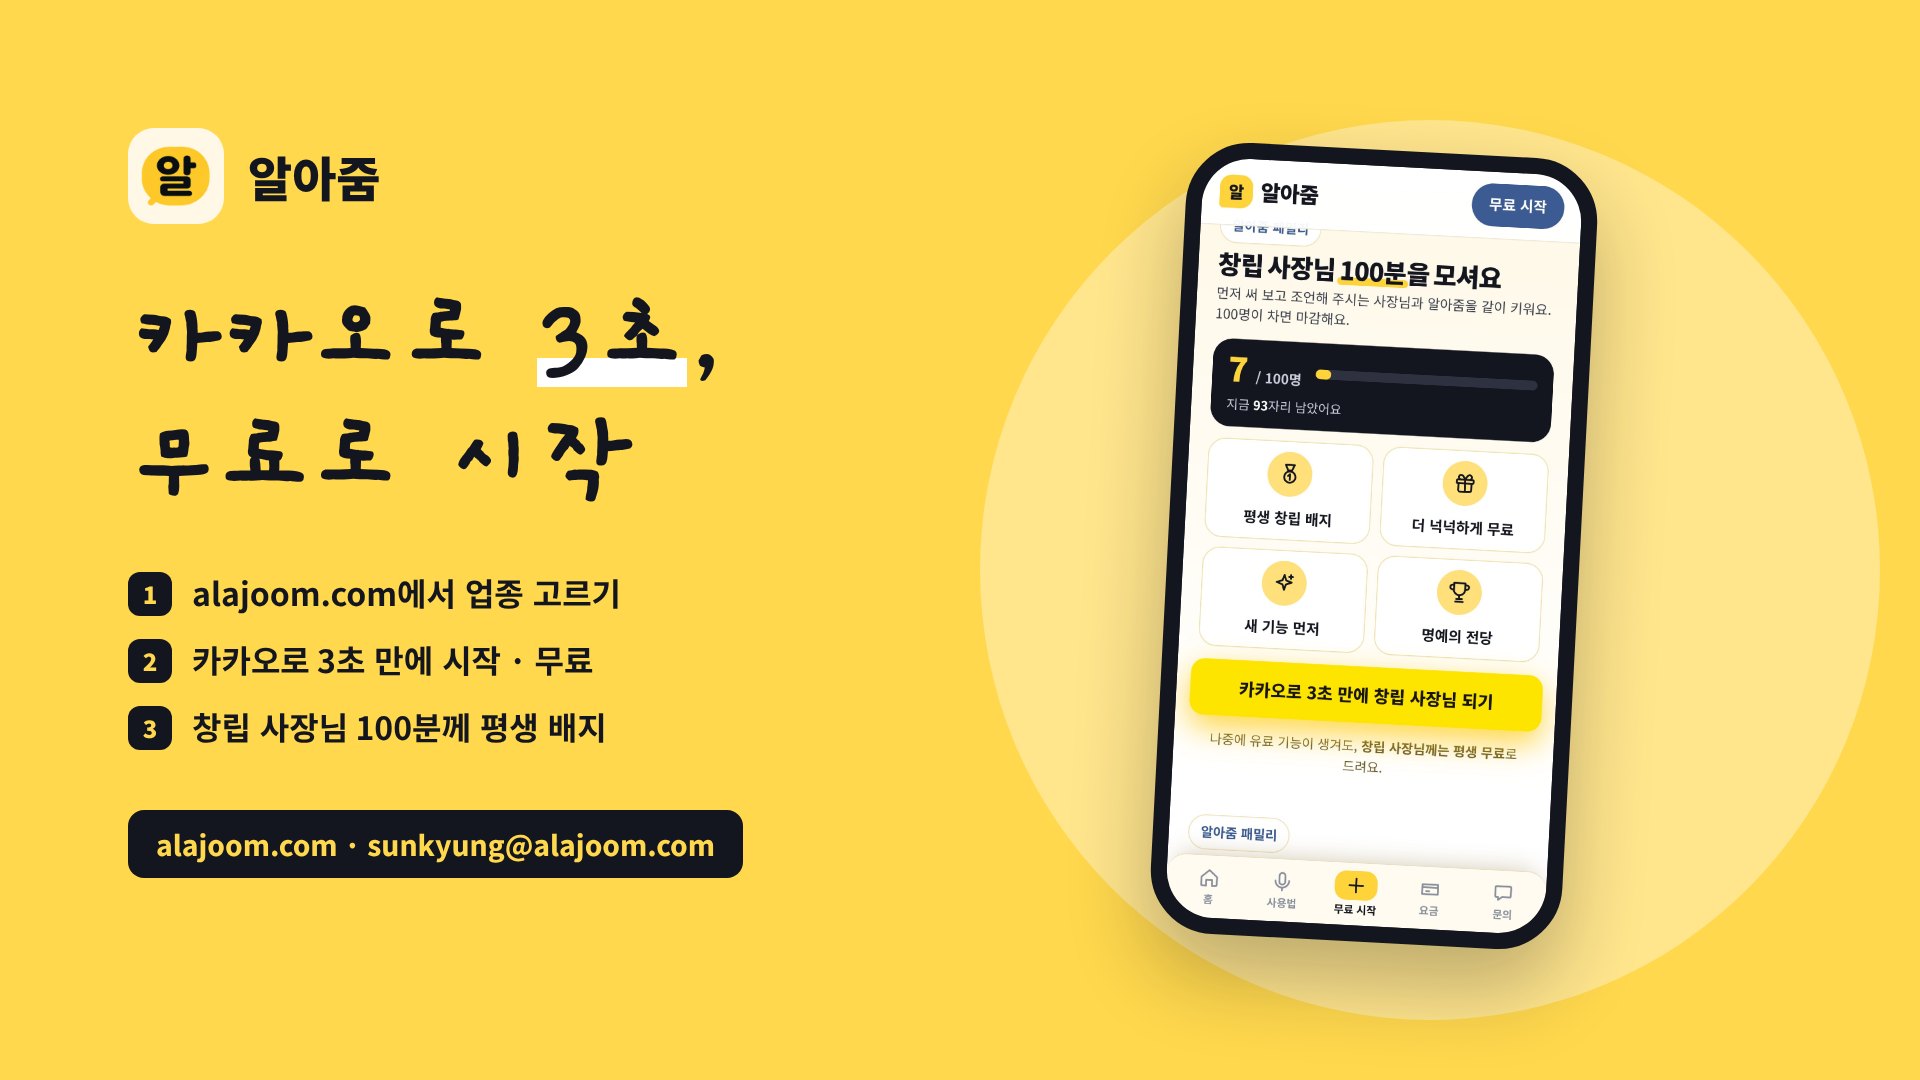 알 알아줌
카카오로 3초,
무료로 시작
1 alajoom.com에서 업종 고르기
2 카카오로 3초 만에 시작 · 무료
3 창립 사장님 100분께 평생 배지
alajoom.com · sunkyung@alajoom.com
알 알아줌 무료 시작
알아줌 패밀리
창립 사장님 100분을 모셔요
먼저 써 보고 조언해 주시는 사장님과 알아줌을 같이 키워요.
100명이 차면 마감해요.
7 / 100명
지금 93자리 남았어요
평생 창립 배지 더 넉넉하게 무료
새 기능 먼저 명예의 전당
카카오로 3초 만에 창립 사장님 되기
나중에 유료 기능이 생겨도, 창립 사장님께는 평생 무료로
드려요.
알아줌 패밀리
홈 사용법 무료 시작 요금 문의